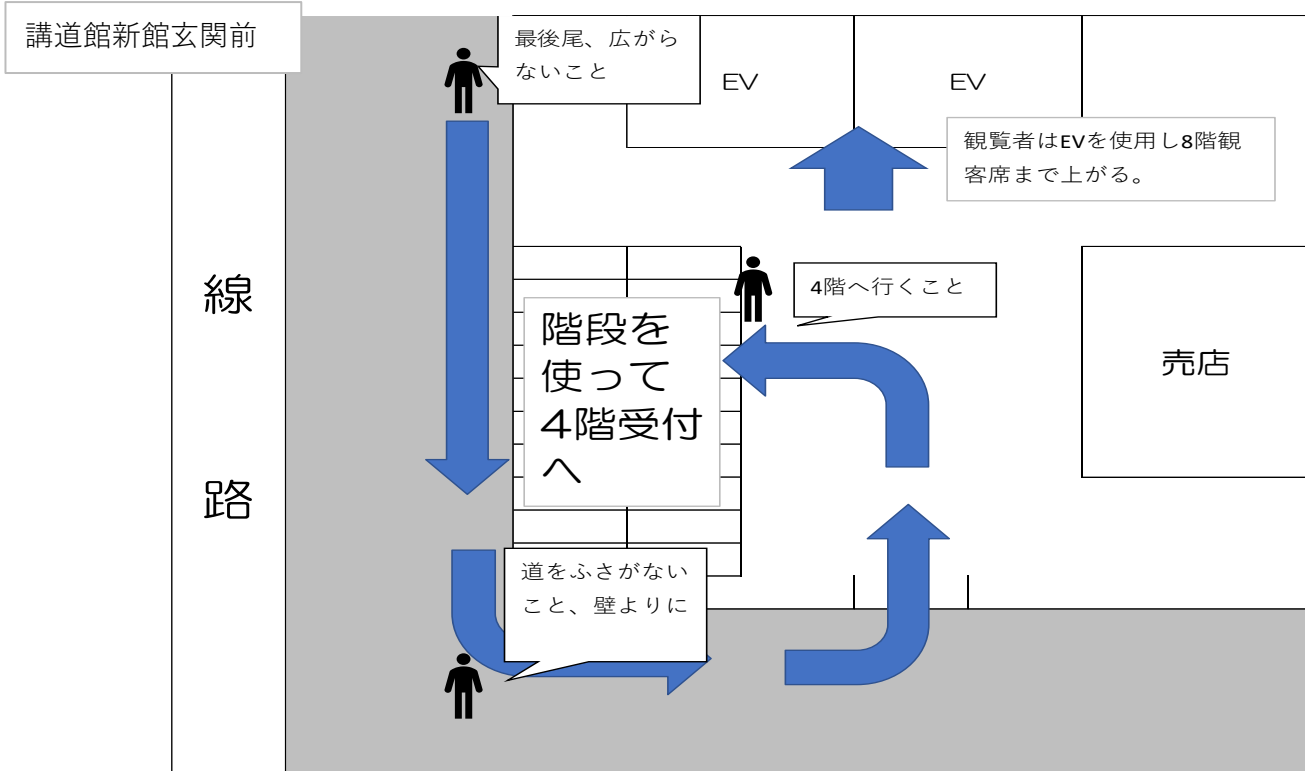 講道館新館玄関前
最後尾、広がら
ないこと
EV
EV
観覧者はEVを使用し8階観
客席まで上がる。
線
路
4階へ行くこと
階段を
使って
4階受付
へ
売店
道をふさがない
こと、壁よりに